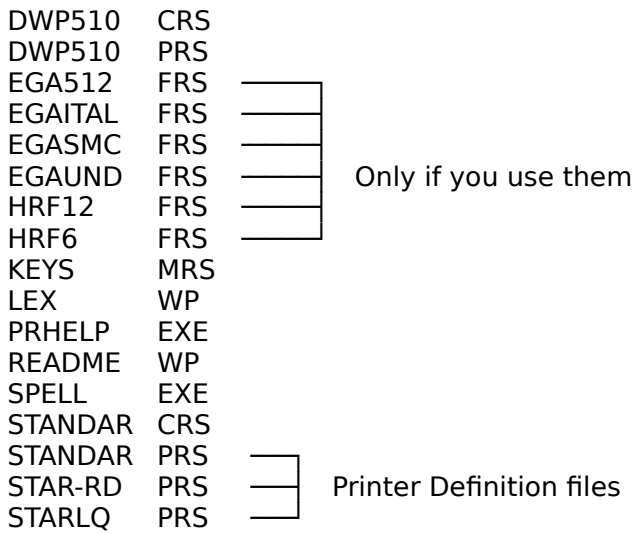 DWP510 CRS
DWP510 PRS
EGA512 FRS
EGAITAL FRS
EGASMC FRS
EGAUND FRS Only if you use them
HRF12 FRS
HRF6 FRS
KEYS MRS
LEX WP
PRHELP EXE
README WP
SPELL EXE
STANDAR CRS
STANDAR PRS
STAR-RD PRS Printer Definition files
STARLQ PRS